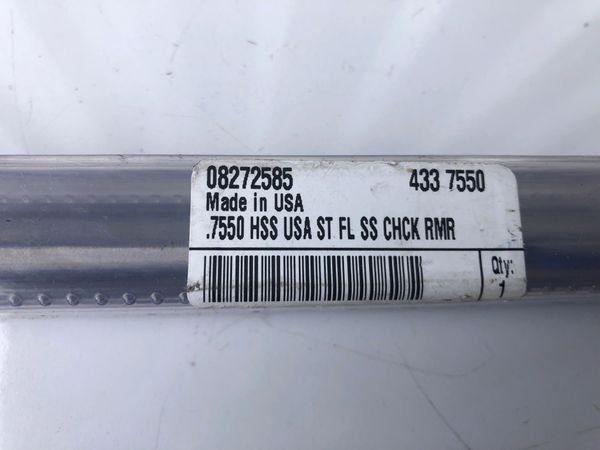 08272585 433 7550
Made in USA
.7550 HSS USA ST FL SS CHCK RMR
Qty:
1